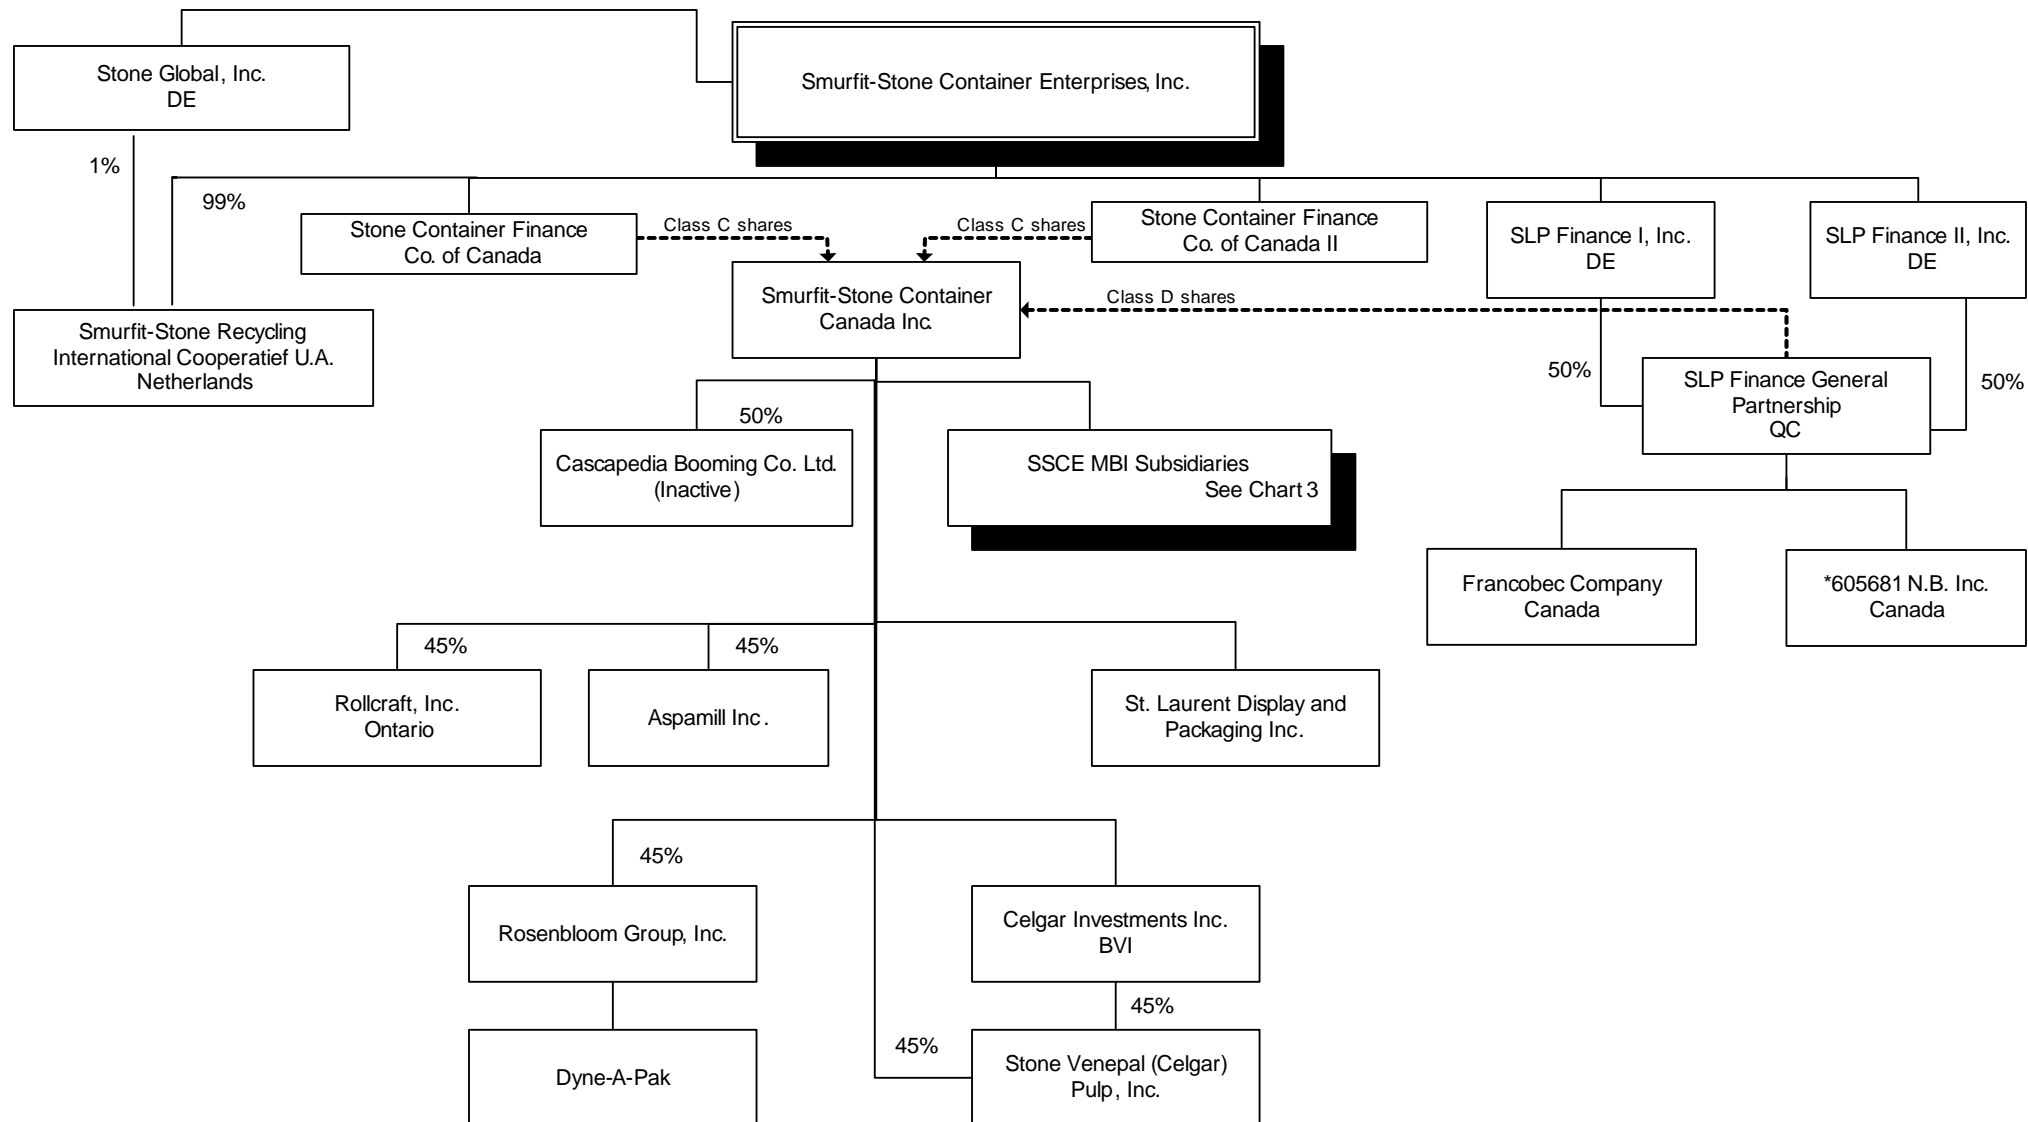 Stone Global, Inc.
DE
Smurfit-Stone Container Enterprises, Inc.
1%
99%
Stone Container Finance
Co. of Canada
Class C shares
Class C shares
Stone Container Finance
Co. of Canada II
SLP Finance I, Inc.
DE
SLP Finance II, Inc.
DE
Smurfit-Stone Container
Canada Inc.
Class D shares
Smurfit-Stone Recycling
International Cooperatief U.A.
Netherlands
50%
SLP Finance General
Partnership
QC
50%
50%
Cascapedia Booming Co. Ltd.
(Inactive)
SSCE MBI Subsidiaries
See Chart 3
Francobec Company
Canada
*605681 N.B. Inc.
Canada
45%
45%
Rollcraft, Inc.
Ontario
Aspamill Inc.
St. Laurent Display and
Packaging Inc.
45%
Rosenbloom Group, Inc.
Celgar Investments Inc.
BVI
45%
45%
Dyne-A-Pak
Stone Venepal (Celgar)
Pulp, Inc.